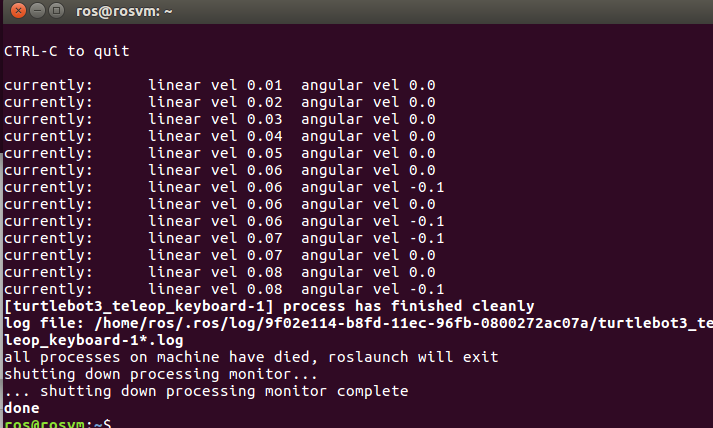 ros@rosvm: ~
CTRL-C to quit
currently:      linear vel 0.01  angular vel 0.0
currently:      linear vel 0.02  angular vel 0.0
currently:      linear vel 0.03  angular vel 0.0
currently:      linear vel 0.04  angular vel 0.0
currently:      linear vel 0.05  angular vel 0.0
currently:      linear vel 0.06  angular vel 0.0
currently:      linear vel 0.06  angular vel -0.1
currently:      linear vel 0.06  angular vel 0.0
currently:      linear vel 0.06  angular vel -0.1
currently:      linear vel 0.07  angular vel -0.1
currently:      linear vel 0.07  angular vel 0.0
currently:      linear vel 0.08  angular vel 0.0
currently:      linear vel 0.08  angular vel -0.1
[turtlebot3_teleop_keyboard-1] process has finished cleanly
log file: /home/ros/.ros/log/9f02e114-b8fd-11ec-96fb-0800272ac07a/turtlebot3_te
leop_keyboard-1*.log
all processes on machine have died, roslaunch will exit
shutting down processing monitor...
... shutting down processing monitor complete
done
ros@rosvm:~$